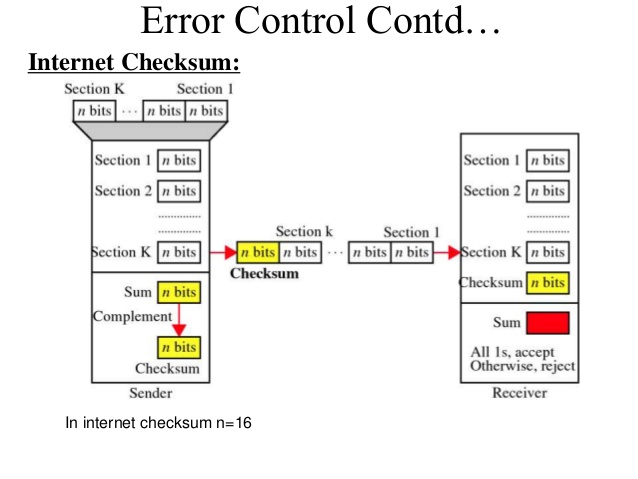 Error Control Contd…
Internet Checksum:
Section K Section 1
n bits ... n bits n bits
Section 1 n bits
Section 2 n bits
Section K n bits
Sum n bits
Complement
n bits
Checksum
Sender
Section k Section 1
n bits n bits ... n bits n bits
Checksum
Section 1 n bits
Section 2 n bits
Section K n bits
Checksum n bits
Sum
All 1s, accept
Otherwise, reject
Receiver
In internet checksum n=16